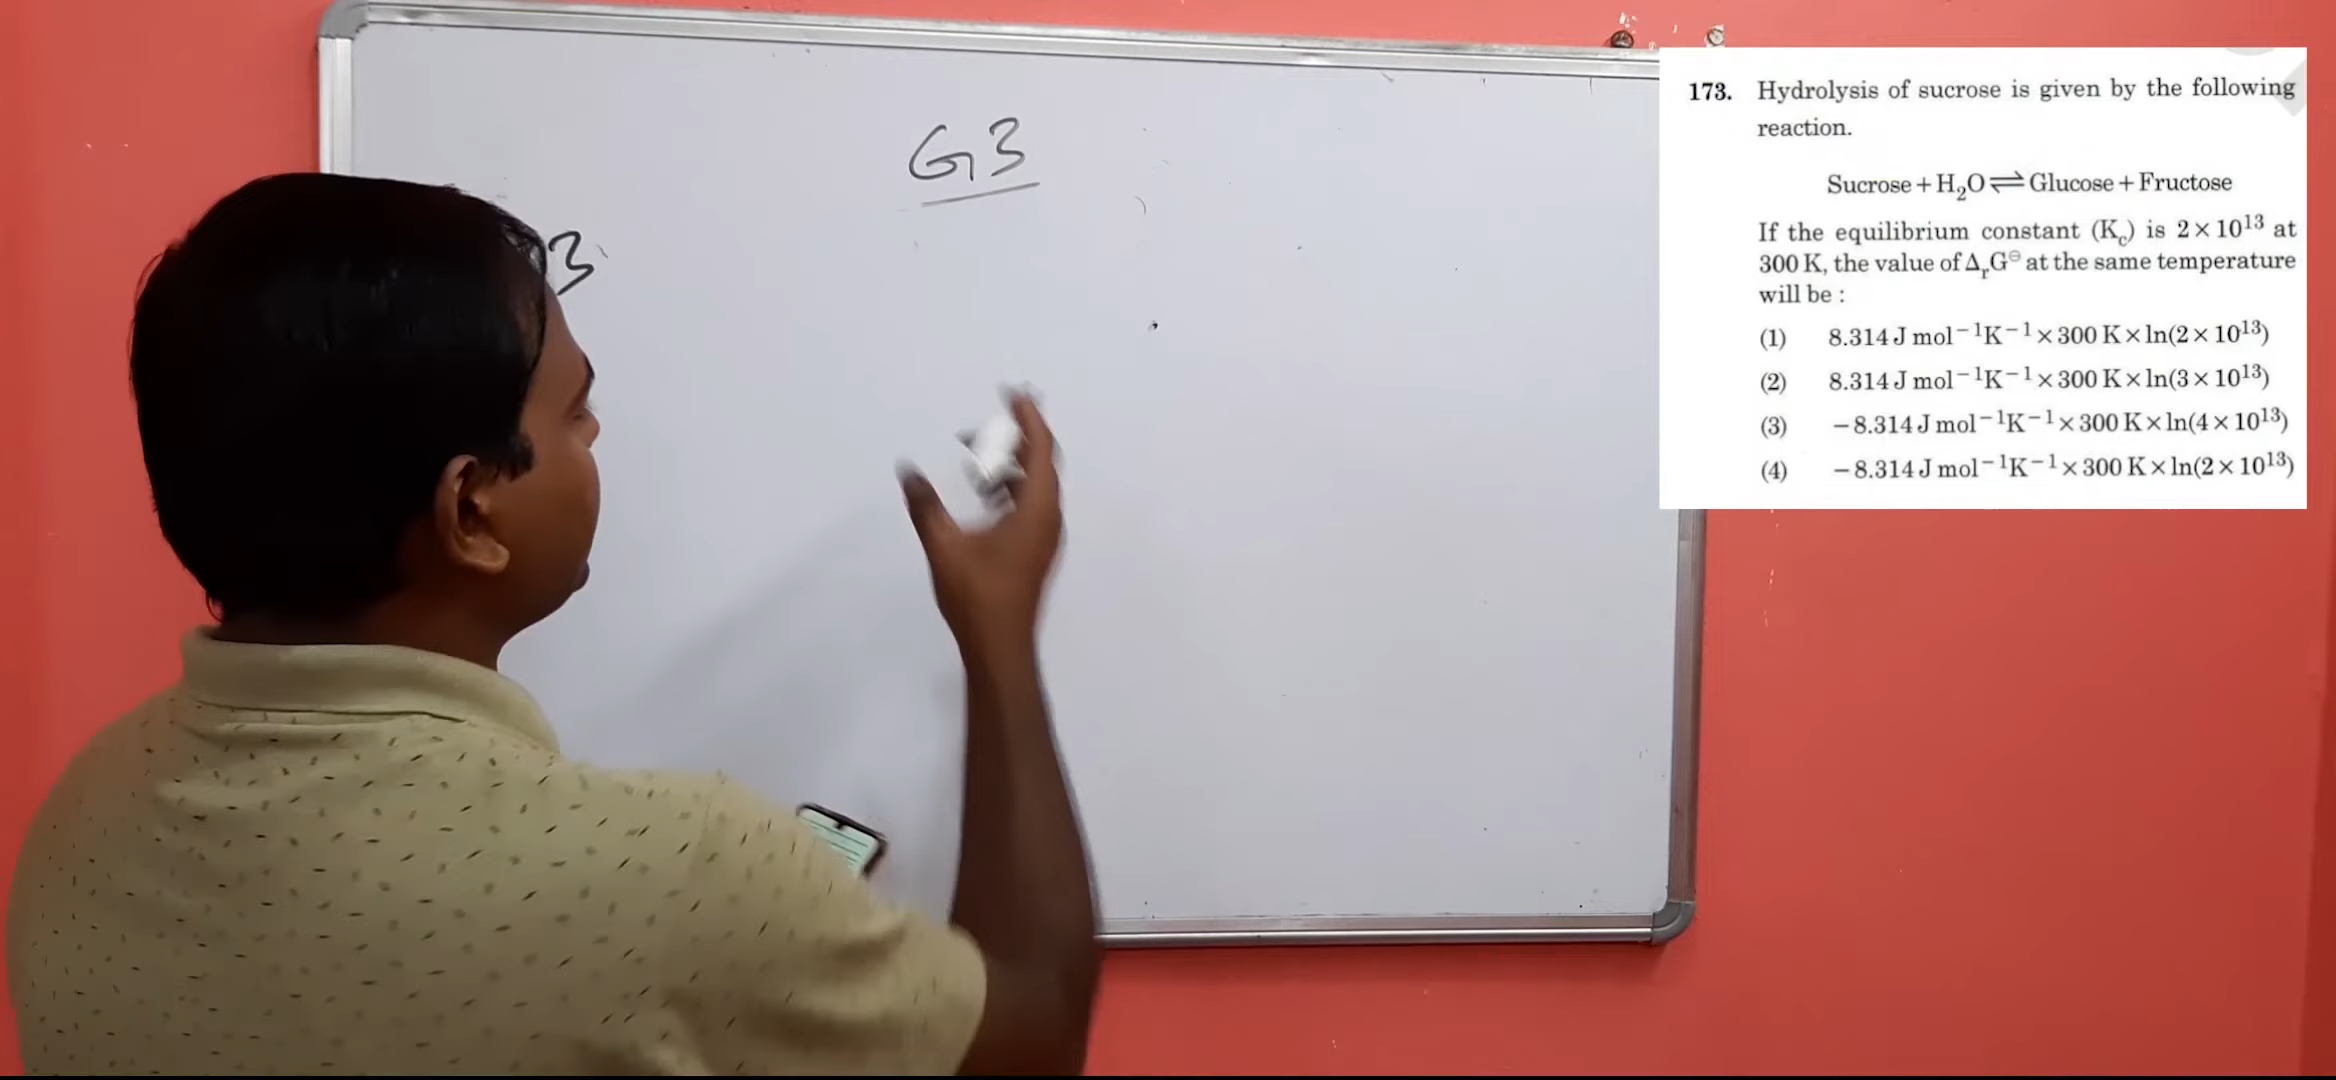 G3
3
173. Hydrolysis of sucrose is given by the following
reaction.
Sucrose + H₂O ⇌ Glucose + Fructose
If the equilibrium constant (K_c) is 2 × 10¹³ at
300 K, the value of Δ_rG⊖ at the same temperature
will be :
(1) 8.314 J mol⁻¹K⁻¹ × 300 K × ln(2 × 10¹³)
(2) 8.314 J mol⁻¹K⁻¹ × 300 K × ln(3 × 10¹³)
(3) −8.314 J mol⁻¹K⁻¹ × 300 K × ln(4 × 10¹³)
(4) −8.314 J mol⁻¹K⁻¹ × 300 K × ln(2 × 10¹³)